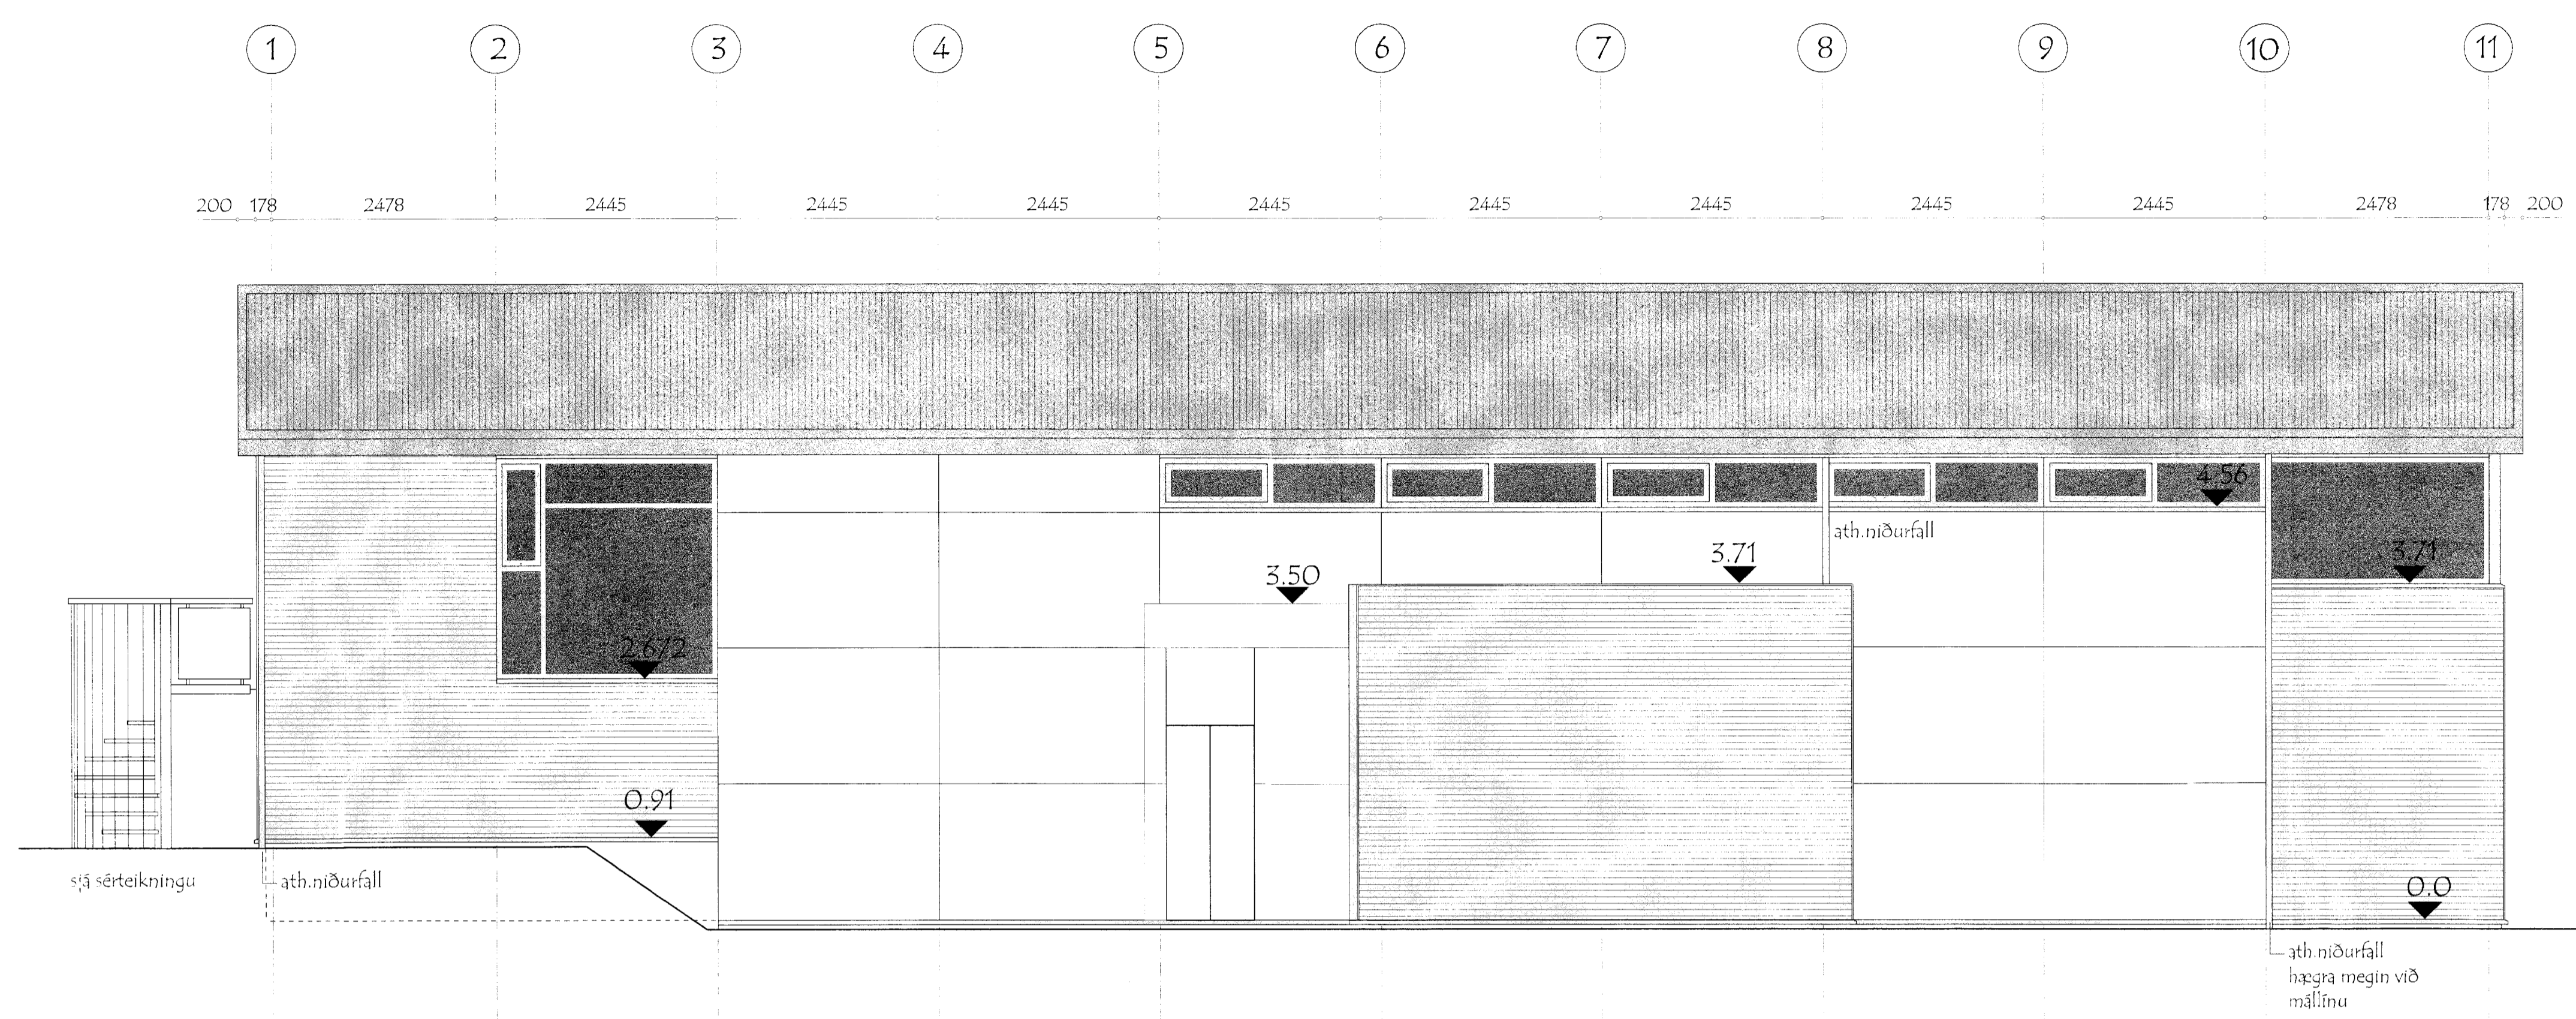 1 2 3 4 5 6 7 8 9 10 11
200 178 2478 2445 2445 2445 2445 2445 2445 2445 2445 2478 178 200
4.56
ath.niðurfall
3.71
3.71
3.50
2.672
0.91
sjá sérteikningu
ath.niðurfall
0.0
ath.niðurfall
hægra megin við
mállínu